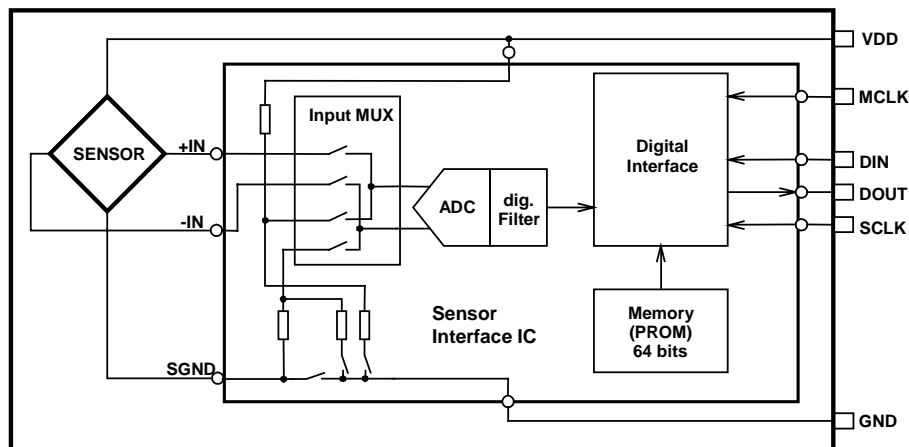 VDD
MCLK
Input MUX
+IN
SENSOR
Digital
Interface
DIN
DOUT
ADC
dig.
Filter
-IN
SCLK
Sensor
Interface IC
Memory
(PROM)
64 bits
SGND
GND